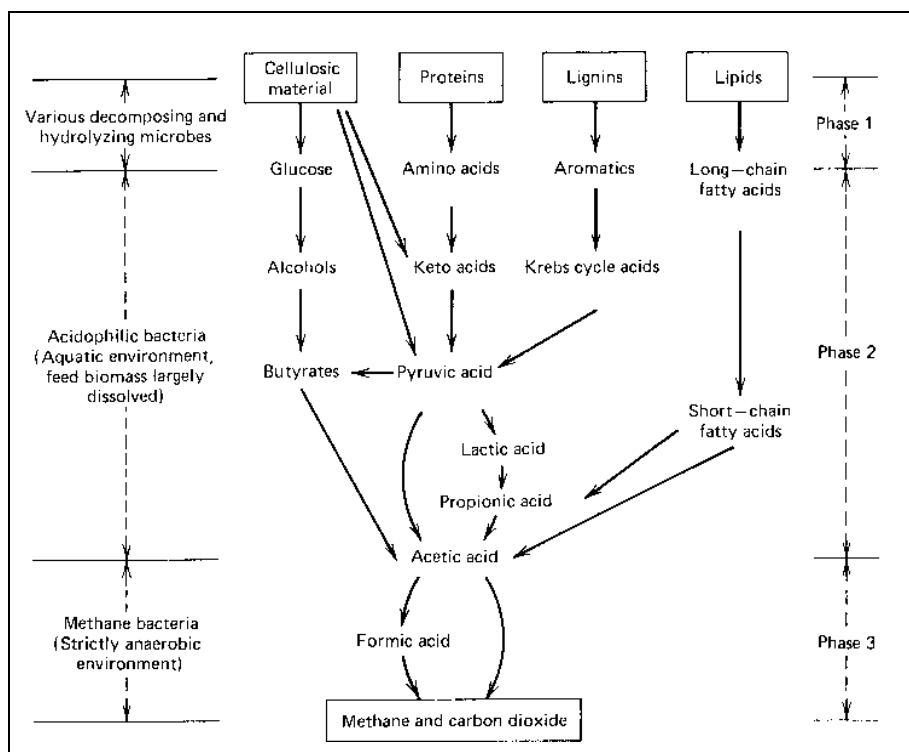 Cellulosic
material
Proteins
Lignins
Lipids
Various decomposing and
hydrolyzing microbes
Phase 1
Glucose
Amino acids
Aromatics
Long—chain
fatty acids
Alcohols
Keto acids
Krebs cycle acids
Acidophilic bacteria
(Aquatic environment,
feed biomass largely
dissolved)
Phase 2
Butyrates
Pyruvic acid
Short—chain
fatty acids
Lactic acid
Propionic acid
Acetic acid
Methane bacteria
(Strictly anaerobic
environment)
Formic acid
Phase 3
Methane and carbon dioxide